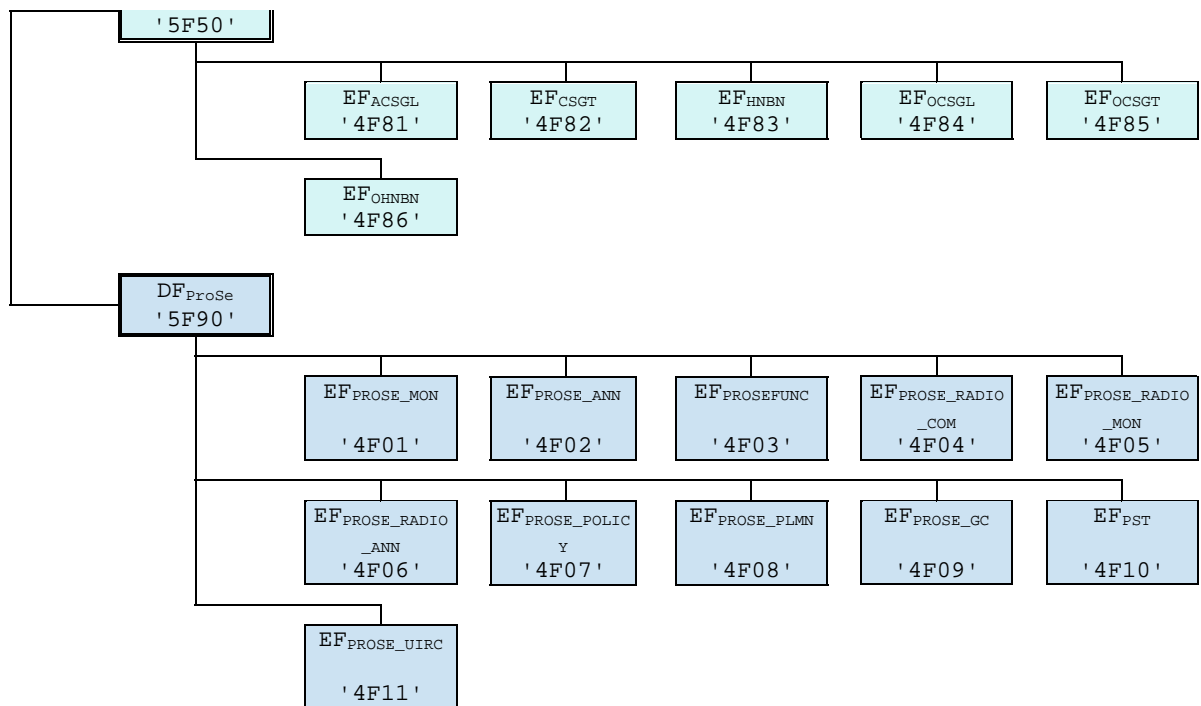 '5F50'
EFACSGL EFCSGT EFHNBN EFOCSGL EFOCSGT
'4F81' '4F82' '4F83' '4F84' '4F85'
EFOHNBN
'4F86'
DFProSe
'5F90'
EFPROSE_MON EFPROSE_ANN EFPROSEFUNC EFPROSE_RADIO EFPROSE_RADIO
_COM _MON
'4F01' '4F02' '4F03' '4F04' '4F05'
EFPROSE_RADIO EFPROSE_POLIC EFPROSE_PLMN EFPROSE_GC EFPST
_ANN Y
'4F06' '4F07' '4F08' '4F09' '4F10'
EFPROSE_UIRC
'4F11'